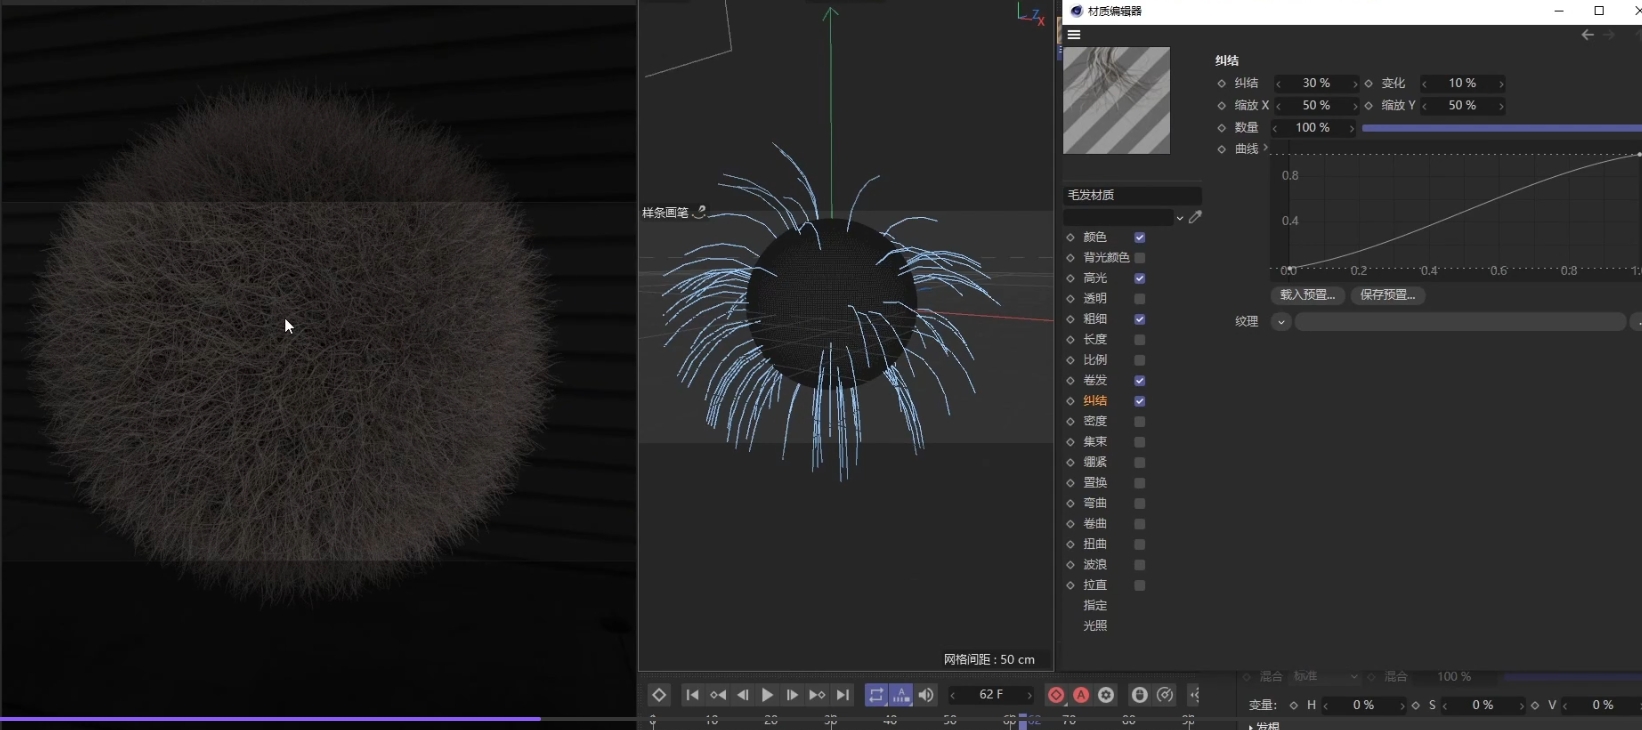 材质编辑器
Z
X
样条画笔
网格间距 : 50 cm
62 F
0 10 20 30 40 50 60 62 70 80 90
毛发材质
颜色
背光颜色
高光
透明
粗细
长度
比例
卷发
纠结
密度
集束
绷紧
置换
弯曲
卷曲
扭曲
波浪
拉直
指定
光照
纠结
纠结 30 % 变化 10 %
缩放 X 50 % 缩放 Y 50 %
数量 100 %
曲线
0.8
0.4
0.0 0.2 0.4 0.6 0.8
载入预置... 保存预置...
纹理
混合 标准 混合 100 %
变量: H 0 % S 0 % V 0 %
发根